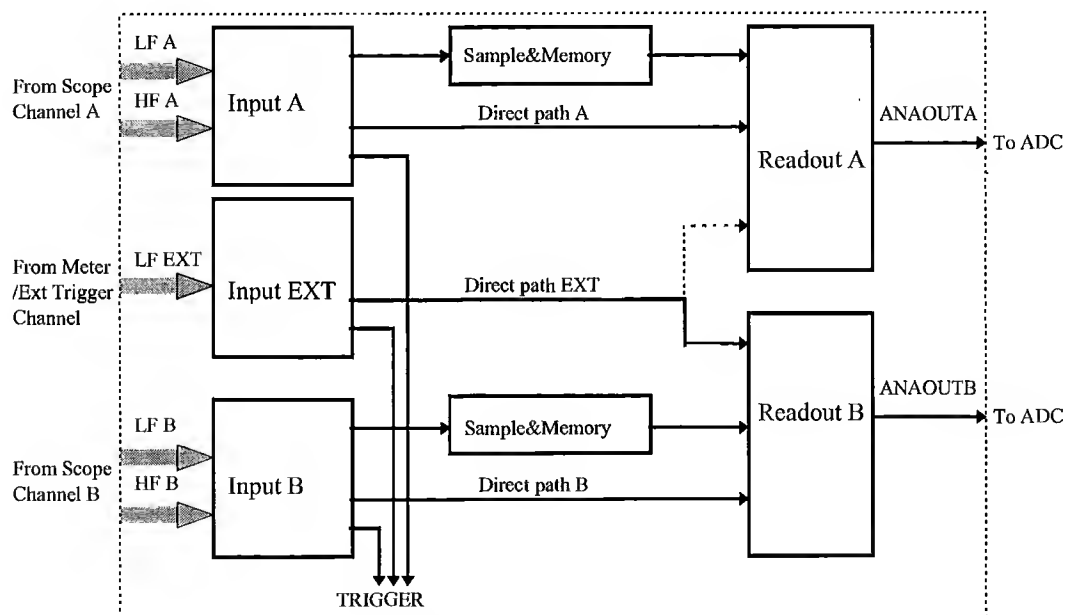 LF A
From Scope
Channel A
HF A
Input A
Sample&Memory
Direct path A
Readout A
ANAOUTA
To ADC
From Meter
/Ext Trigger
Channel
LF EXT
Input EXT
Direct path EXT
LF B
From Scope
Channel B
HF B
Input B
Sample&Memory
Direct path B
Readout B
ANAOUTB
To ADC
TRIGGER